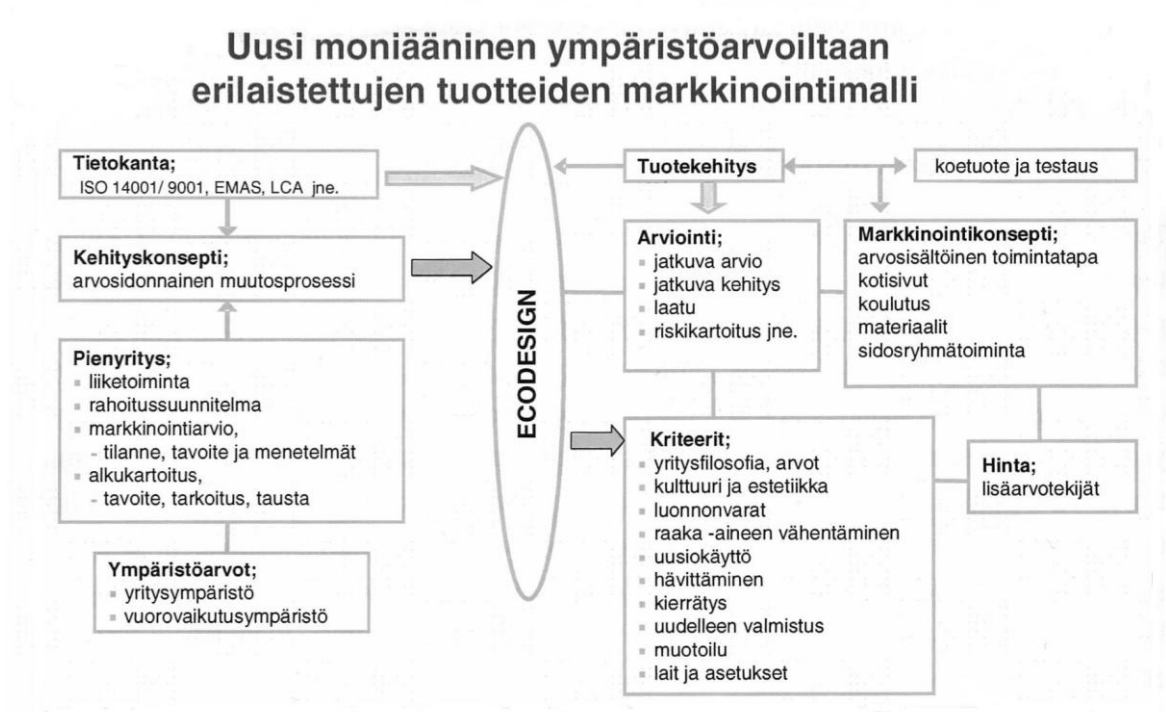 Uusi moniääninen ympäristöarvoiltaan
erilaistettujen tuotteiden markkinointimalli
Tietokanta;
ISO 14001/ 9001, EMAS, LCA jne.
Kehityskonsepti;
arvosidonnainen muutosprosessi
Pienyritys;
▪ liiketoiminta
▪ rahoitussuunnitelma
▪ markkinointiarvio,
- tilanne, tavoite ja menetelmät
▪ alkukartoitus,
- tavoite, tarkoitus, tausta
Ympäristöarvot;
▪ yritysympäristö
▪ vuorovaikutusympäristö
ECODESIGN
Tuotekehitys
koetuote ja testaus
Arviointi;
▪ jatkuva arvio
▪ jatkuva kehitys
▪ laatu
▪ riskikartoitus jne.
Markkinointikonsepti;
arvosisältöinen toimintatapa
kotisivut
koulutus
materiaalit
sidosryhmätoiminta
Kriteerit;
▪ yritysfilosofia, arvot
▪ kulttuuri ja estetiikka
▪ luonnonvarat
▪ raaka -aineen vähentäminen
▪ uusiokäyttö
▪ hävittäminen
▪ kierrätys
▪ uudelleen valmistus
▪ muotoilu
▪ lait ja asetukset
Hinta;
lisäarvotekijät